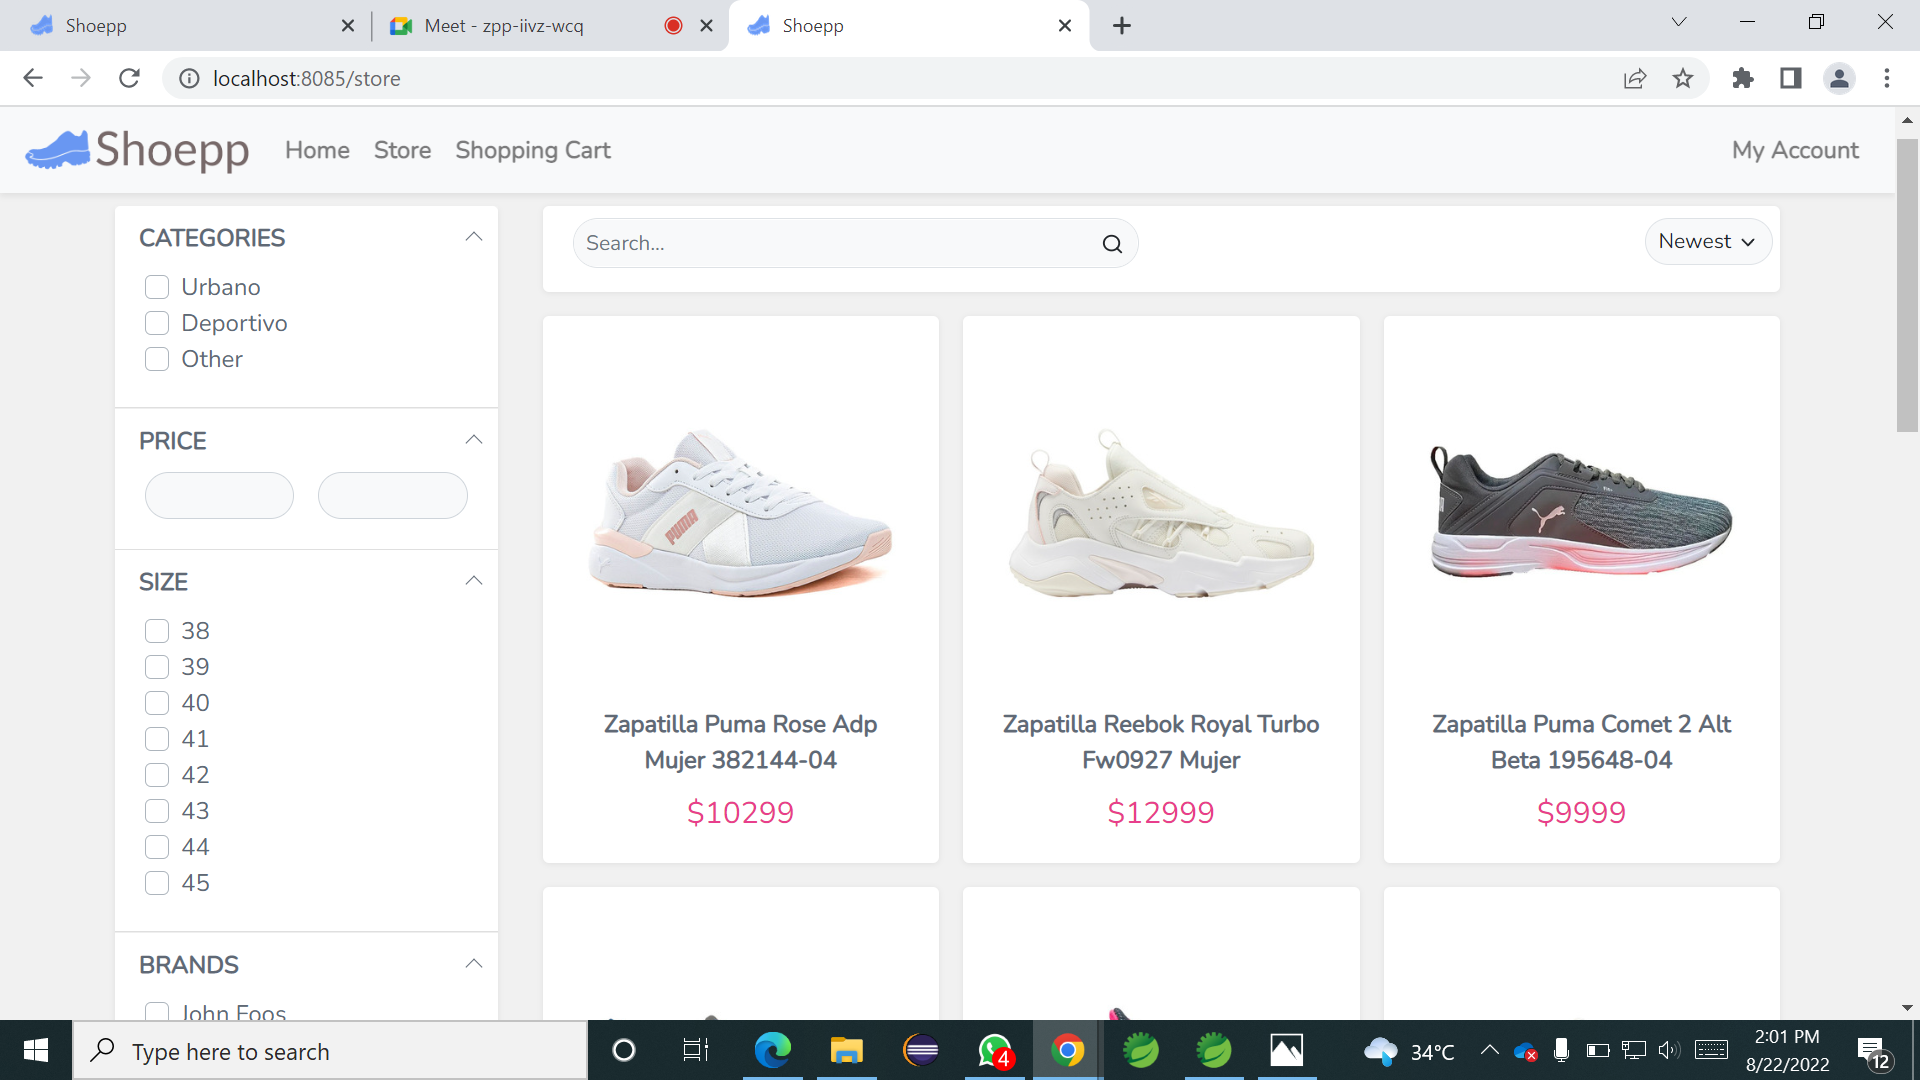 Shoepp
Meet - zpp-iivz-wcq
Shoepp
localhost:8085/store
Shoepp
Home
Store
Shopping Cart
My Account
CATEGORIES
Urbano
Deportivo
Other
PRICE
SIZE
38
39
40
41
42
43
44
45
BRANDS
John Foos
Search...
Newest
PUMA
Zapatilla Puma Rose Adp
Mujer 382144-04
$10299
Zapatilla Reebok Royal Turbo
Fw0927 Mujer
$12999
Zapatilla Puma Comet 2 Alt
Beta 195648-04
$9999
Type here to search
4
34°C
2:01 PM
8/22/2022
12